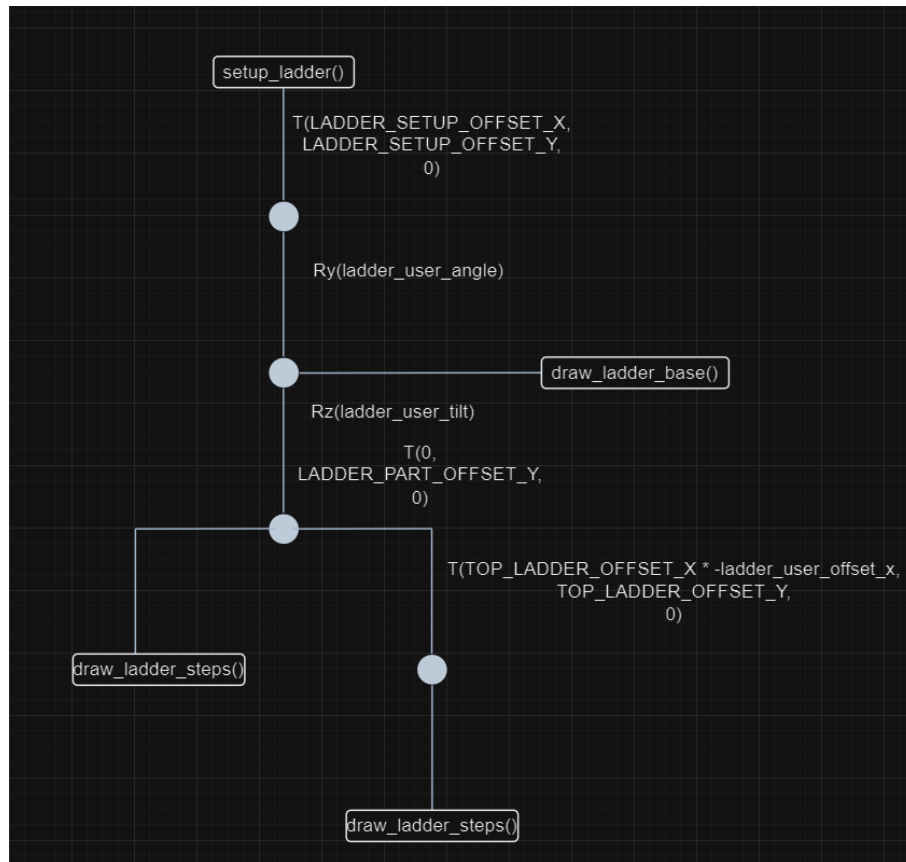 setup_ladder()
T(LADDER_SETUP_OFFSET_X,
LADDER_SETUP_OFFSET_Y,
0)
Ry(ladder_user_angle)
draw_ladder_base()
Rz(ladder_user_tilt)
T(0,
LADDER_PART_OFFSET_Y,
0)
T(TOP_LADDER_OFFSET_X * -ladder_user_offset_x,
TOP_LADDER_OFFSET_Y,
0)
draw_ladder_steps()
draw_ladder_steps()